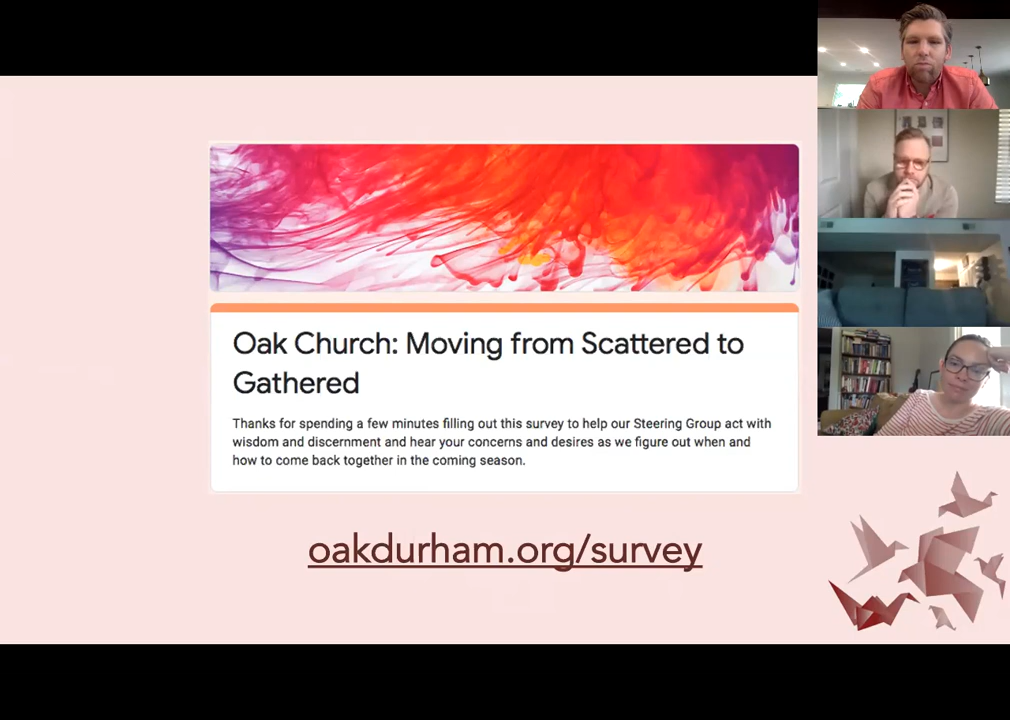 Oak Church: Moving from Scattered to
Gathered
Thanks for spending a few minutes filling out this survey to help our Steering Group act with
wisdom and discernment and hear your concerns and desires as we figure out when and
how to come back together in the coming season.
oakdurham.org/survey